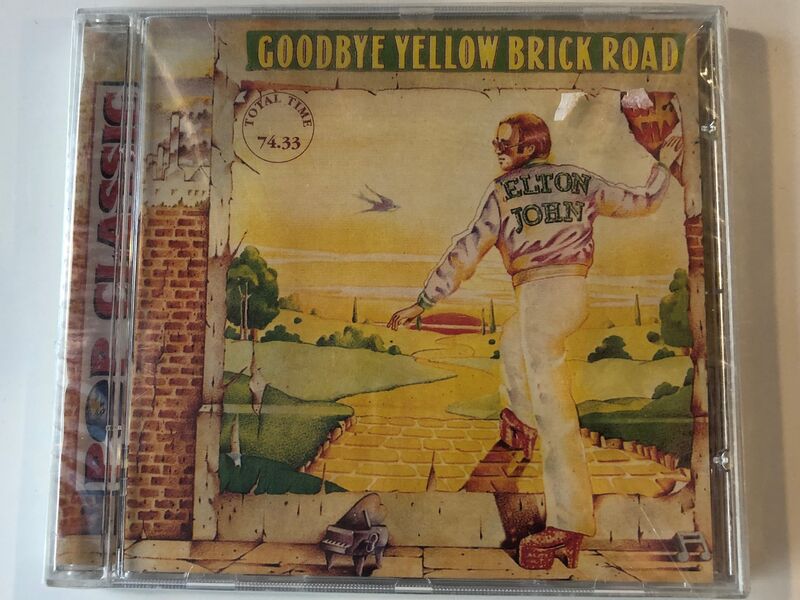 GOODBYE YELLOW BRICK ROAD
TOTAL TIME
74.33
ELTON
JOHN
POP CLASSIC